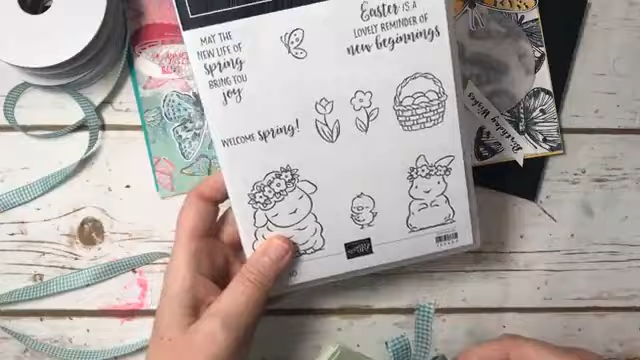 MAY THE
NEW LIFE OF
spring
BRING YOU
joy
Easter IS A
LOVELY REMINDER OF
new beginnings
WELCOME spring!
Birthday Wishes